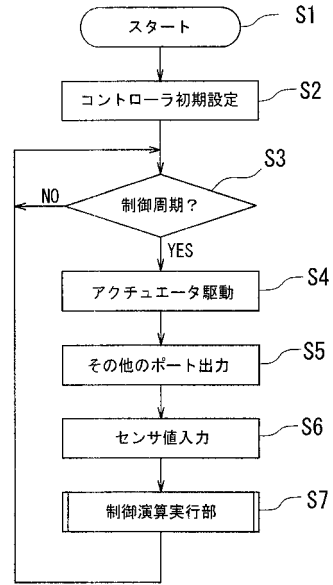 スタート
S1
コントローラ初期設定
S2
制御周期?
S3
NO
YES
アクチュエータ駆動
S4
その他のポート出力
S5
センサ値入力
S6
制御演算実行部
S7